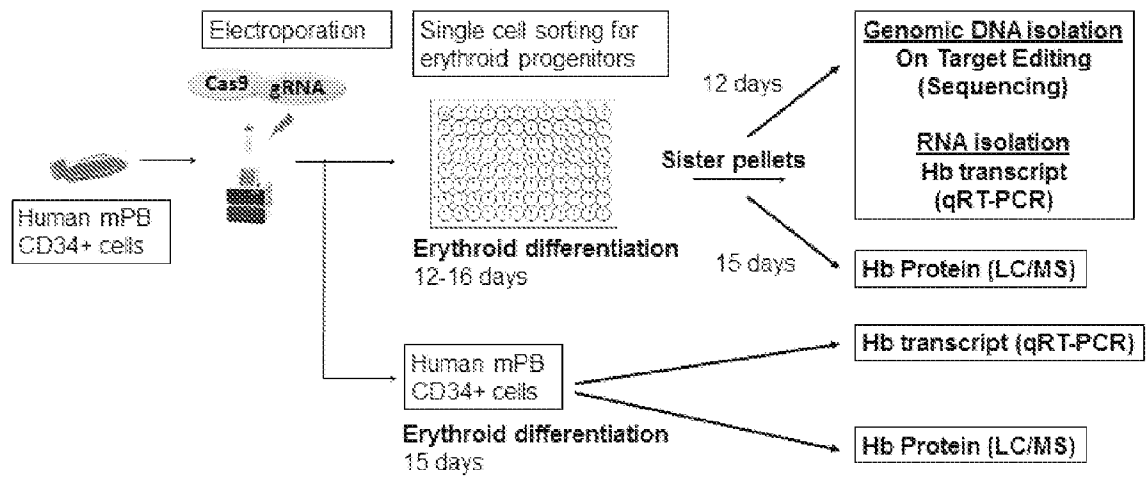 Electroporation
Cas9
gRNA
Human mPB
CD34+ cells
Single cell sorting for
erythroid progenitors
Erythroid differentiation
12-16 days
Sister pellets
12 days
15 days
Genomic DNA isolation
On Target Editing
(Sequencing)
RNA isolation
Hb transcript
(qRT-PCR)
Hb Protein (LC/MS)
Human mPB
CD34+ cells
Erythroid differentiation
15 days
Hb transcript (qRT-PCR)
Hb Protein (LC/MS)